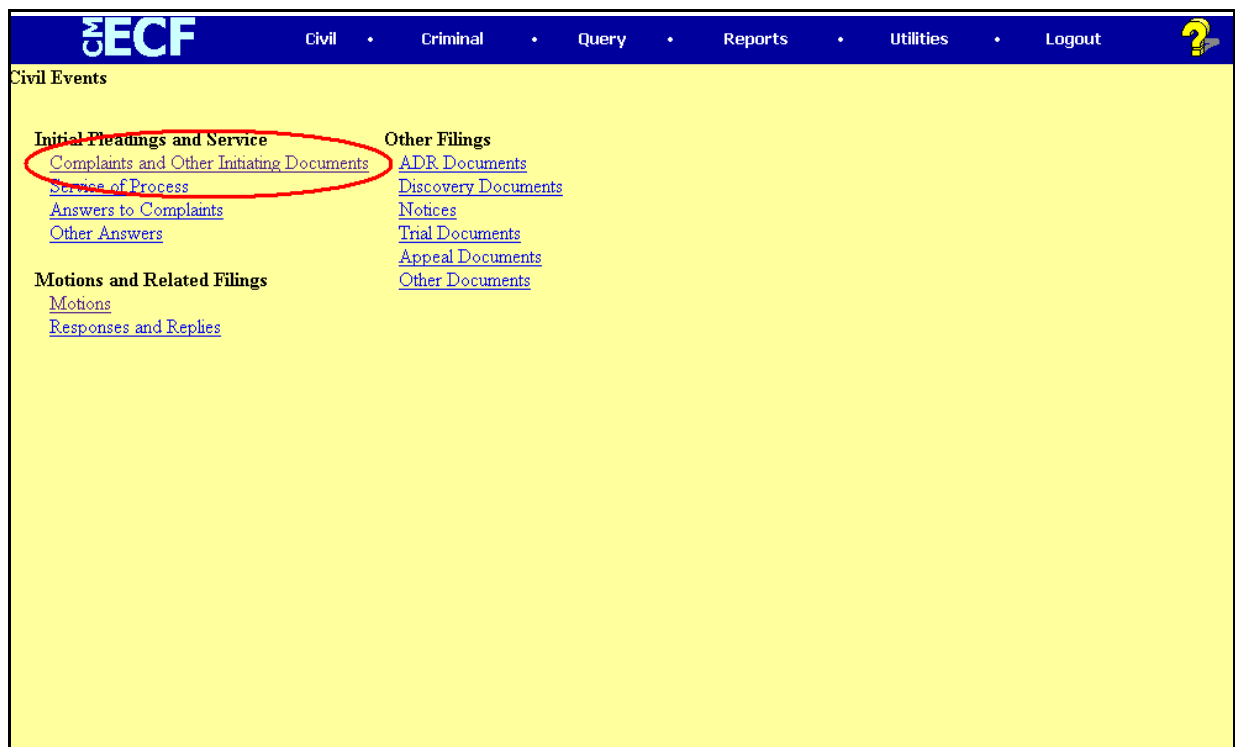 CM ECF Civil • Criminal • Query • Reports • Utilities • Logout ?
Civil Events
Initial Pleadings and Service
Complaints and Other Initiating Documents
Service of Process
Answers to Complaints
Other Answers
Motions and Related Filings
Motions
Responses and Replies
Other Filings
ADR Documents
Discovery Documents
Notices
Trial Documents
Appeal Documents
Other Documents